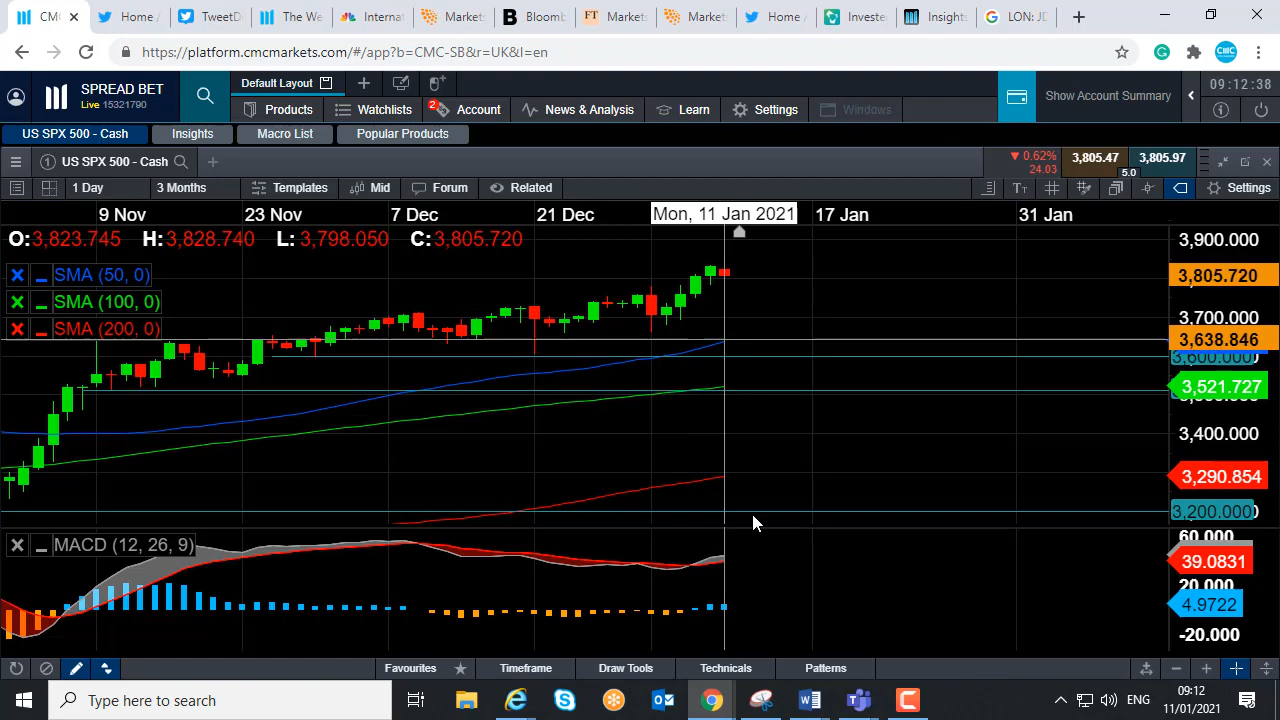 CMC
Home /
TweetD
The We
Internat
Markets
Bloomb
FT Markets
Markets
Home /
Investe
Insights
LON: JD
https://platform.cmcmarkets.com/#/app?b=CMC-SB&r=UK&l=en
SPREAD BET
Live 15321790
Default Layout
Products
Watchlists
2 Account
News & Analysis
Learn
Settings
Windows
Show Account Summary
09:12:38
US SPX 500 - Cash
Insights
Macro List
Popular Products
1 US SPX 500 - Cash
0.62%
24.03
3,805.47
5.0
3,805.97
1 Day
3 Months
Templates
Mid
Forum
Related
Settings
9 Nov
23 Nov
7 Dec
21 Dec
Mon, 11 Jan 2021
17 Jan
31 Jan
O:3,823.745 H: 3,828.740 L: 3,798.050 C: 3,805.720
SMA (50, 0)
SMA (100, 0)
SMA (200, 0)
3,900.000
3,805.720
3,700.000
3,638.846
3,600.000
3,521.727
3,400.000
3,290.854
3,200.000
MACD (12, 26, 9)
60.000
39.0831
20.000
4.9722
-20.000
Favourites
Timeframe
Draw Tools
Technicals
Patterns
Type here to search
ENG
09:12
11/01/2021